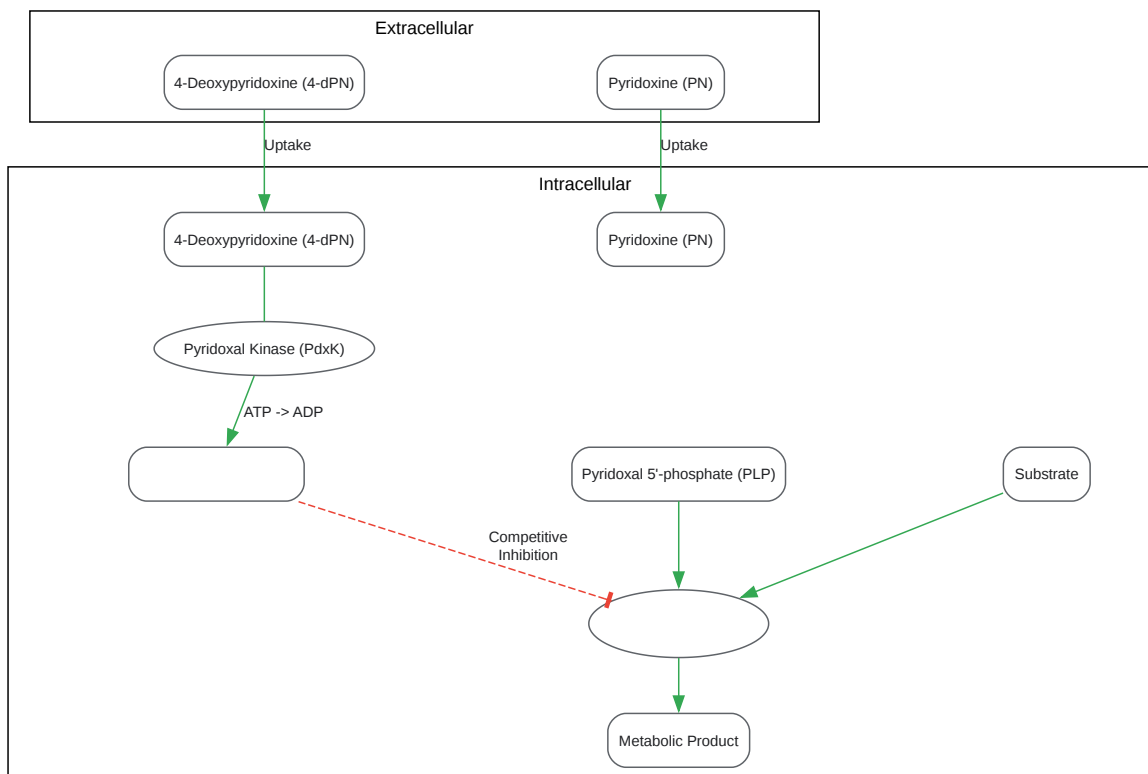 Extracellular
4-Deoxypyridoxine (4-dPN)
Pyridoxine (PN)
Uptake
Uptake
Intracellular
4-Deoxypyridoxine (4-dPN)
Pyridoxine (PN)
Pyridoxal Kinase (PdxK)
ATP -> ADP
Pyridoxal 5'-phosphate (PLP)
Substrate
Competitive
Inhibition
Metabolic Product